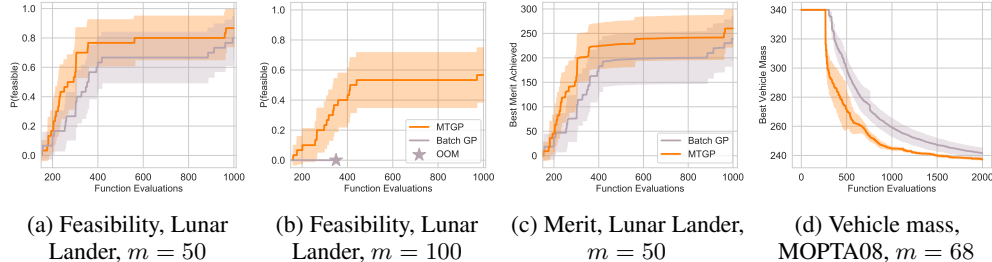 1.0
0.8
0.6
0.4
0.2
0.0
P(feasible)
200 400 600 800 1000
Function Evaluations
1.0
0.8
0.6
0.4
0.2
0.0
P(feasible)
MTGP
Batch GP
OOM
200 400 600 800 1000
Function Evaluations
300
250
200
150
100
50
0
Best Merit Achieved
Batch GP
MTGP
200 400 600 800 1000
Function Evaluations
340
320
300
280
260
240
Best Vehicle Mass
0 500 1000 1500 2000
Function Evaluations
(a) Feasibility, Lunar
Lander, m = 50
(b) Feasibility, Lunar
Lander, m = 100
(c) Merit, Lunar Lander,
m = 50
(d) Vehicle mass,
MOPTA08, m = 68